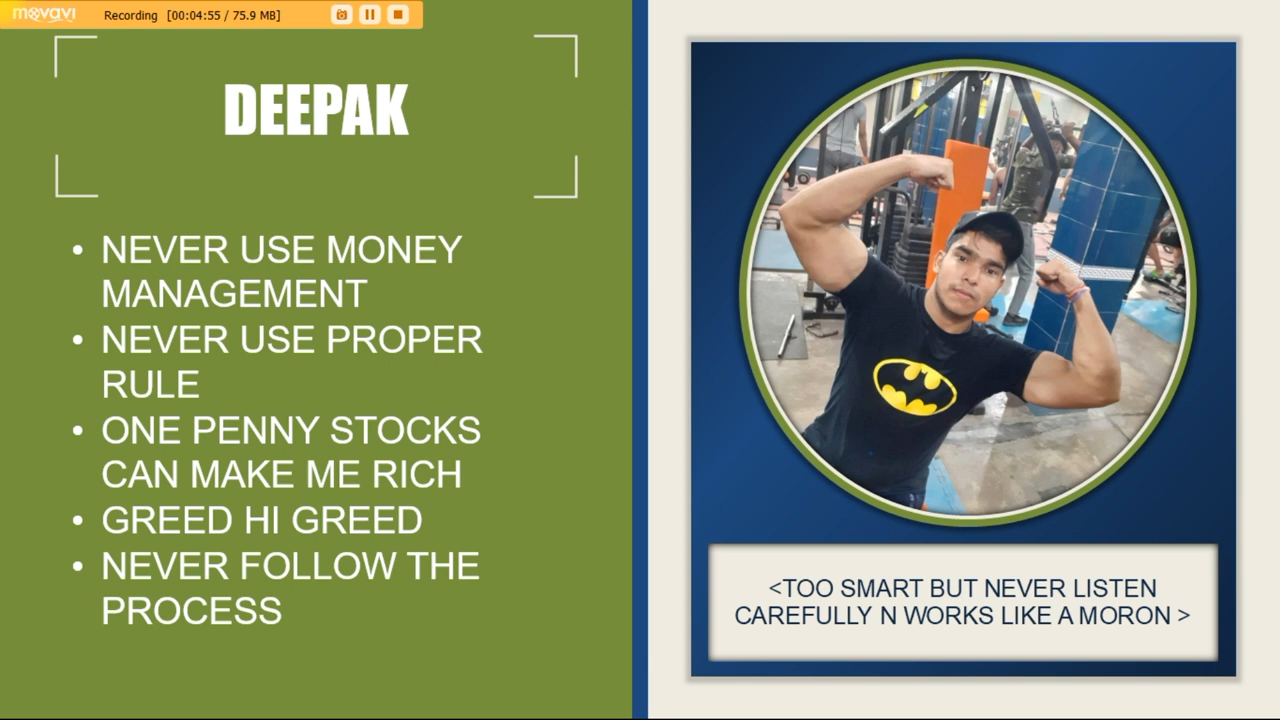 movavi Recording [00:04:55 / 75.9 MB]
DEEPAK
• NEVER USE MONEY
MANAGEMENT
• NEVER USE PROPER
RULE
• ONE PENNY STOCKS
CAN MAKE ME RICH
• GREED HI GREED
• NEVER FOLLOW THE
PROCESS
<TOO SMART BUT NEVER LISTEN
CAREFULLY N WORKS LIKE A MORON >